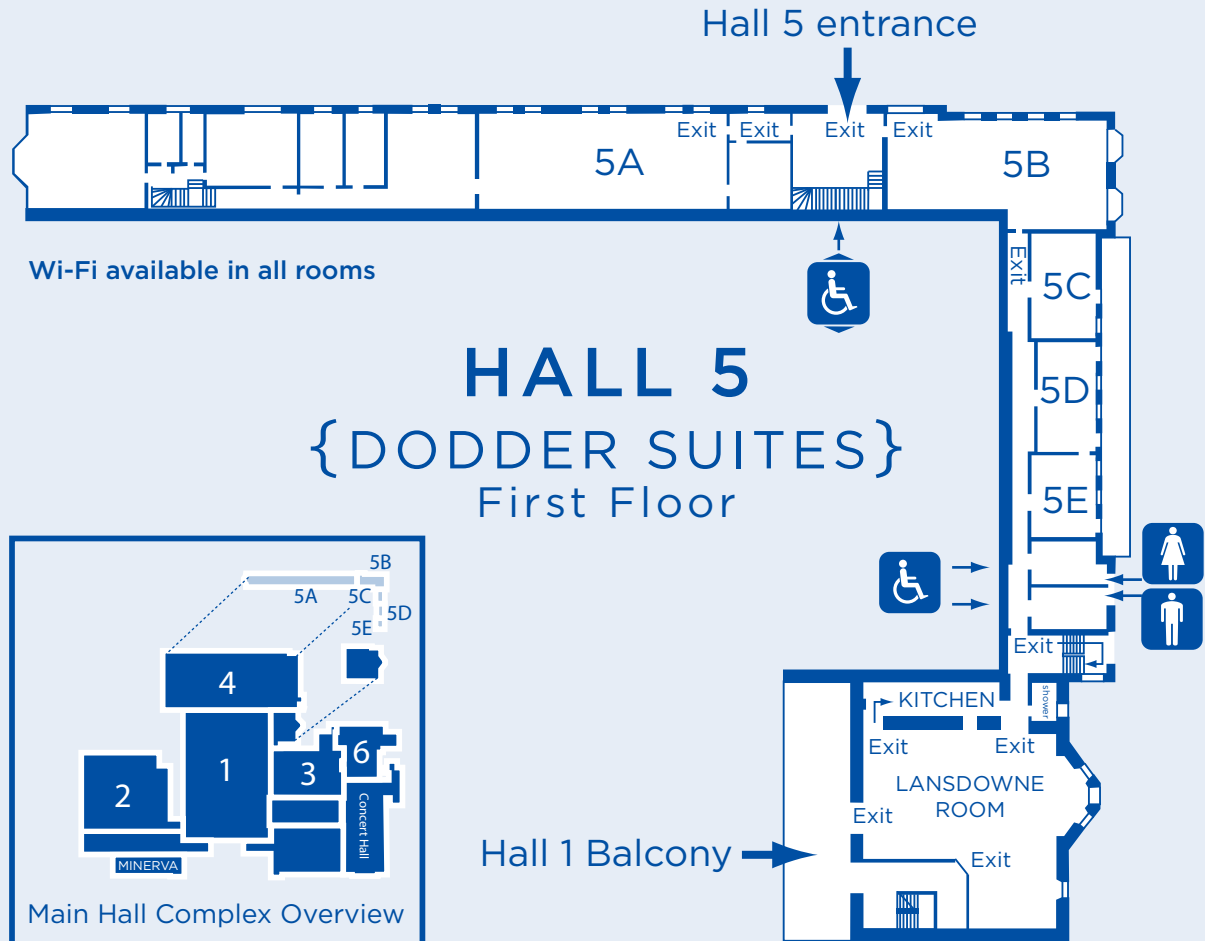 Hall 5 entrance
Exit
Exit
Exit
Exit
5A
5B
Wi-Fi available in all rooms
Exit
5C
HALL 5
{DODDER SUITES}
First Floor
5D
5E
Exit
KITCHEN
shower
Exit
Exit
LANSDOWNE
ROOM
Exit
Hall 1 Balcony
Exit
5B
5A
5C
5D
5E
4
1
2
3
6
Concert Hall
MINERVA
Main Hall Complex Overview